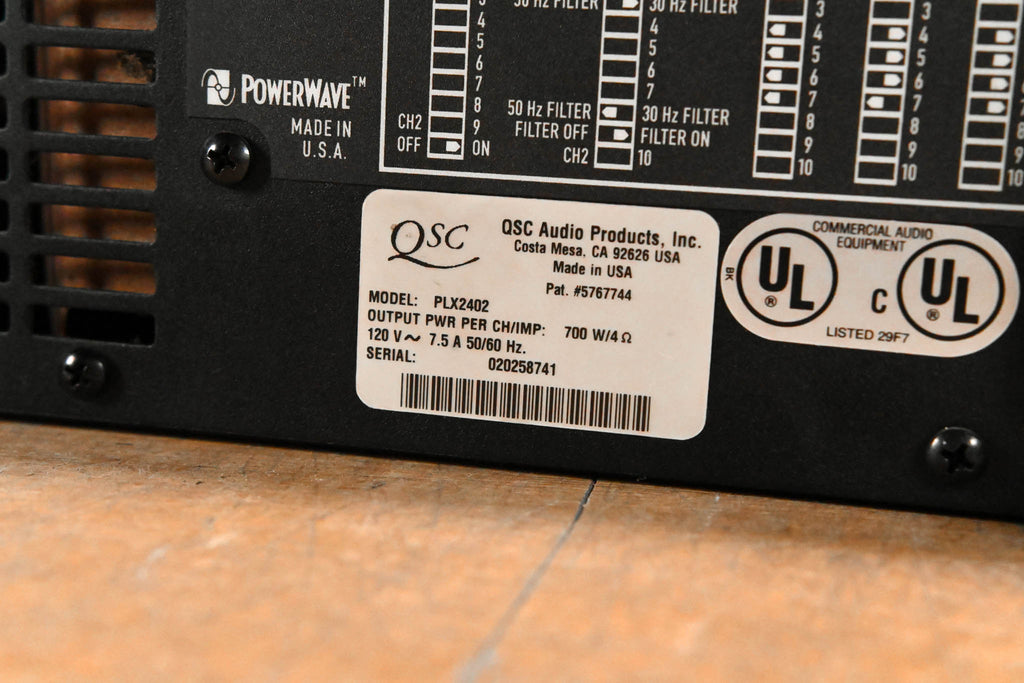 30 Hz FILTER
30 Hz FILTER
3
4
5
6
7
8
9
CH2
OFF
ON
4
5
6
7
50 Hz FILTER
30 Hz FILTER
FILTER OFF
FILTER ON
CH2
10
3
4
5
6
7
8
9
10
3
4
5
6
7
8
9
10
10
POWERWAVE™
MADE IN
U.S.A.
QSC
QSC Audio Products, Inc.
Costa Mesa, CA 92626 USA
Made in USA
Pat. #5767744
MODEL: PLX2402
OUTPUT PWR PER CH/IMP: 700 W/4 Ω
120 V～ 7.5 A 50/60 Hz.
SERIAL: 020258741
BK
COMMERCIAL AUDIO
EQUIPMENT
UL ®
C UL ®
LISTED 29F7